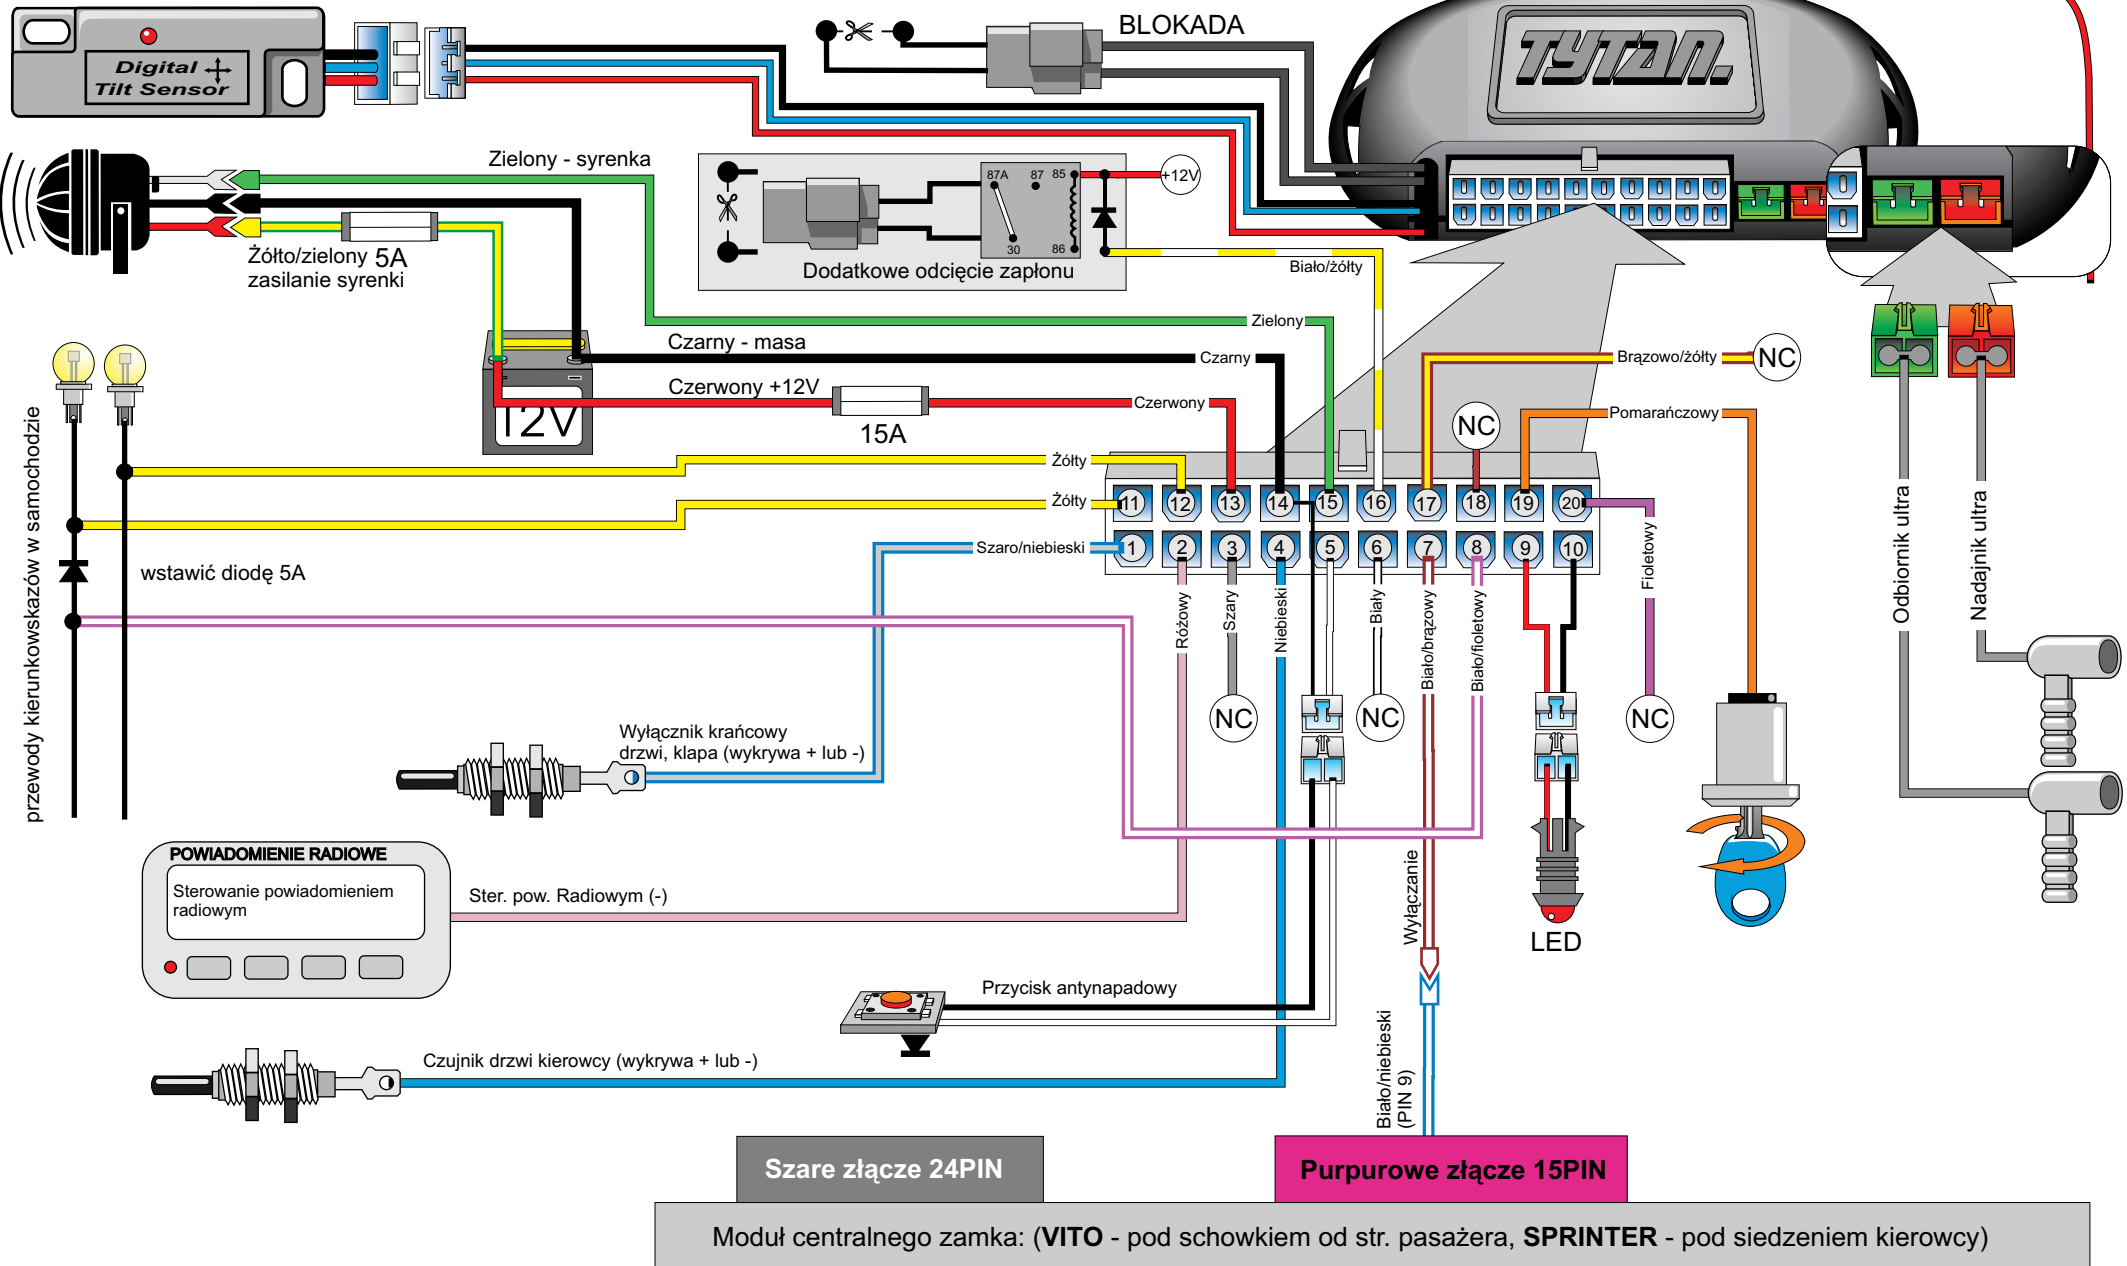 Digital
Tilt Sensor
BLOKADA
TYTAN.
Zielony - syrenka
Żółto/zielony 5A
zasilanie syrenki
87A
87
85
30
86
+12V
Dodatkowe odcięcie zapłonu
Biało/żółty
Zielony
Czarny - masa
Czarny
Czerwony +12V
Czerwony
15A
12V
Brązowo/żółty
NC
Pomarańczowy
NC
Żółty
Żółty
Szaro/niebieski
11
12
13
14
15
16
17
18
19
20
1
2
3
4
5
6
7
8
9
10
przewody kierunkowskazów w samochodzie
wstawić diodę 5A
Różowy
Szary
Niebieski
Biały
Biało/brązowy
Biało/fioletowy
Fioletowy
Odbiornik ultra
Nadajnik ultra
NC
NC
NC
Wyłącznik krańcowy
drzwi, klapa (wykrywa + lub -)
POWIADOMIENIE RADIOWE
Sterowanie powiadomieniem
radiowym
Ster. pow. Radiowym (-)
Wyłączanie
LED
Przycisk antynapadowy
Czujnik drzwi kierowcy (wykrywa + lub -)
Biało/niebieski
(PIN 9)
Szare złącze 24PIN
Purpurowe złącze 15PIN
Moduł centralnego zamka: (VITO - pod schowkiem od str. pasażera, SPRINTER - pod siedzeniem kierowcy)